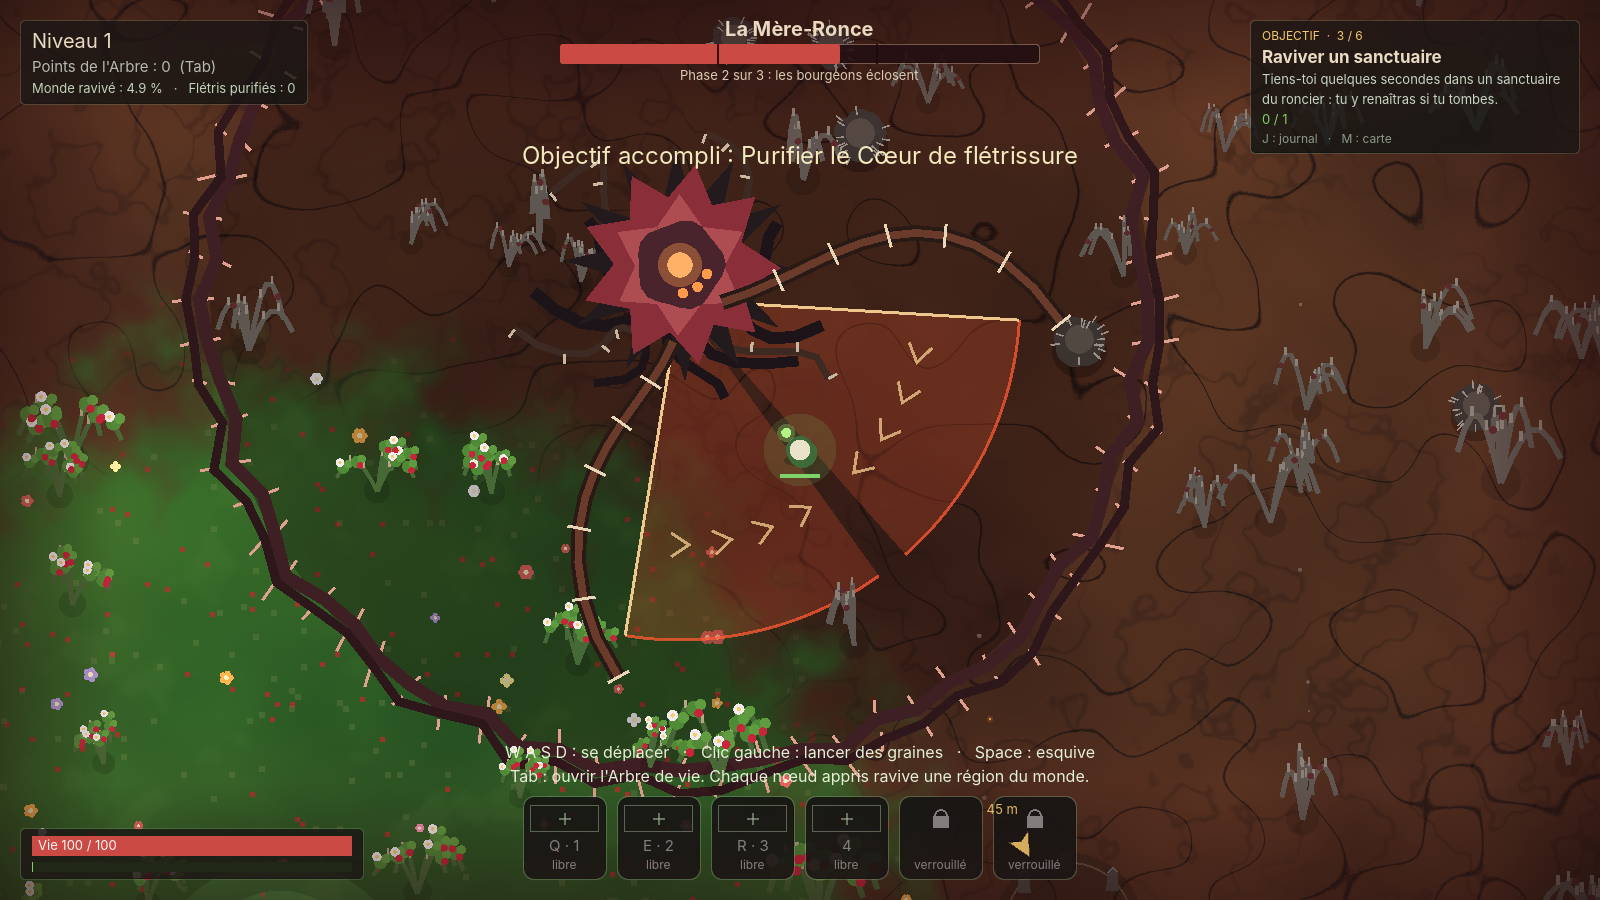 Niveau 1
Points de l'Arbre : 0 (Tab)
Monde ravivé : 4.9 % · Flétris purifiés : 0
La Mère-Ronce
Phase 2 sur 3 : les bourgeons éclosent
OBJECTIF · 3 / 6
Raviver un sanctuaire
Tiens-toi quelques secondes dans un sanctuaire
du roncier : tu y renaîtras si tu tombes.
0 / 1
J : journal · M : carte
Objectif accompli : Purifier le Cœur de flétrissure
W A S D : se déplacer · Clic gauche : lancer des graines · Space : esquive
Tab : ouvrir l'Arbre de vie. Chaque nœud appris ravive une région du monde.
45 m
Q · 1
libre
E · 2
libre
R · 3
libre
4
libre
verrouillé
verrouillé
Vie 100 / 100